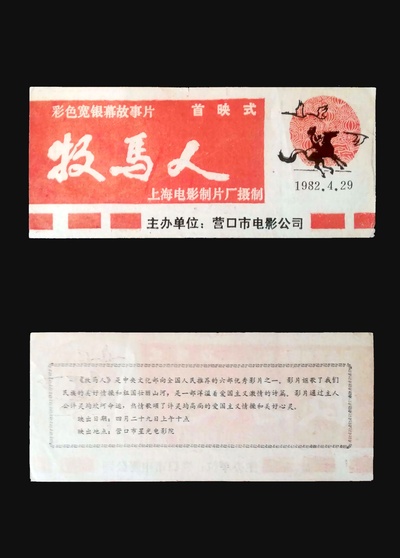 彩色宽银幕故事片 首映式
牧馬人
上海电影制片厂摄制
1982.4.29
主办单位：营口市电影公司
《牧马人》是中央文化部向全国人民推荐的六部优秀影片之一。影片讴歌了我们
民族的美好情操和祖国壮丽山河；是一部洋溢着爱国主义激情的诗篇。影片通过主人
公许灵均的坎坷命运，热情歌颂了许灵均高尚的爱国主义情操和美好心灵。
映出日期：四月二十九日上午十点
映出地点：营口市星光电影院